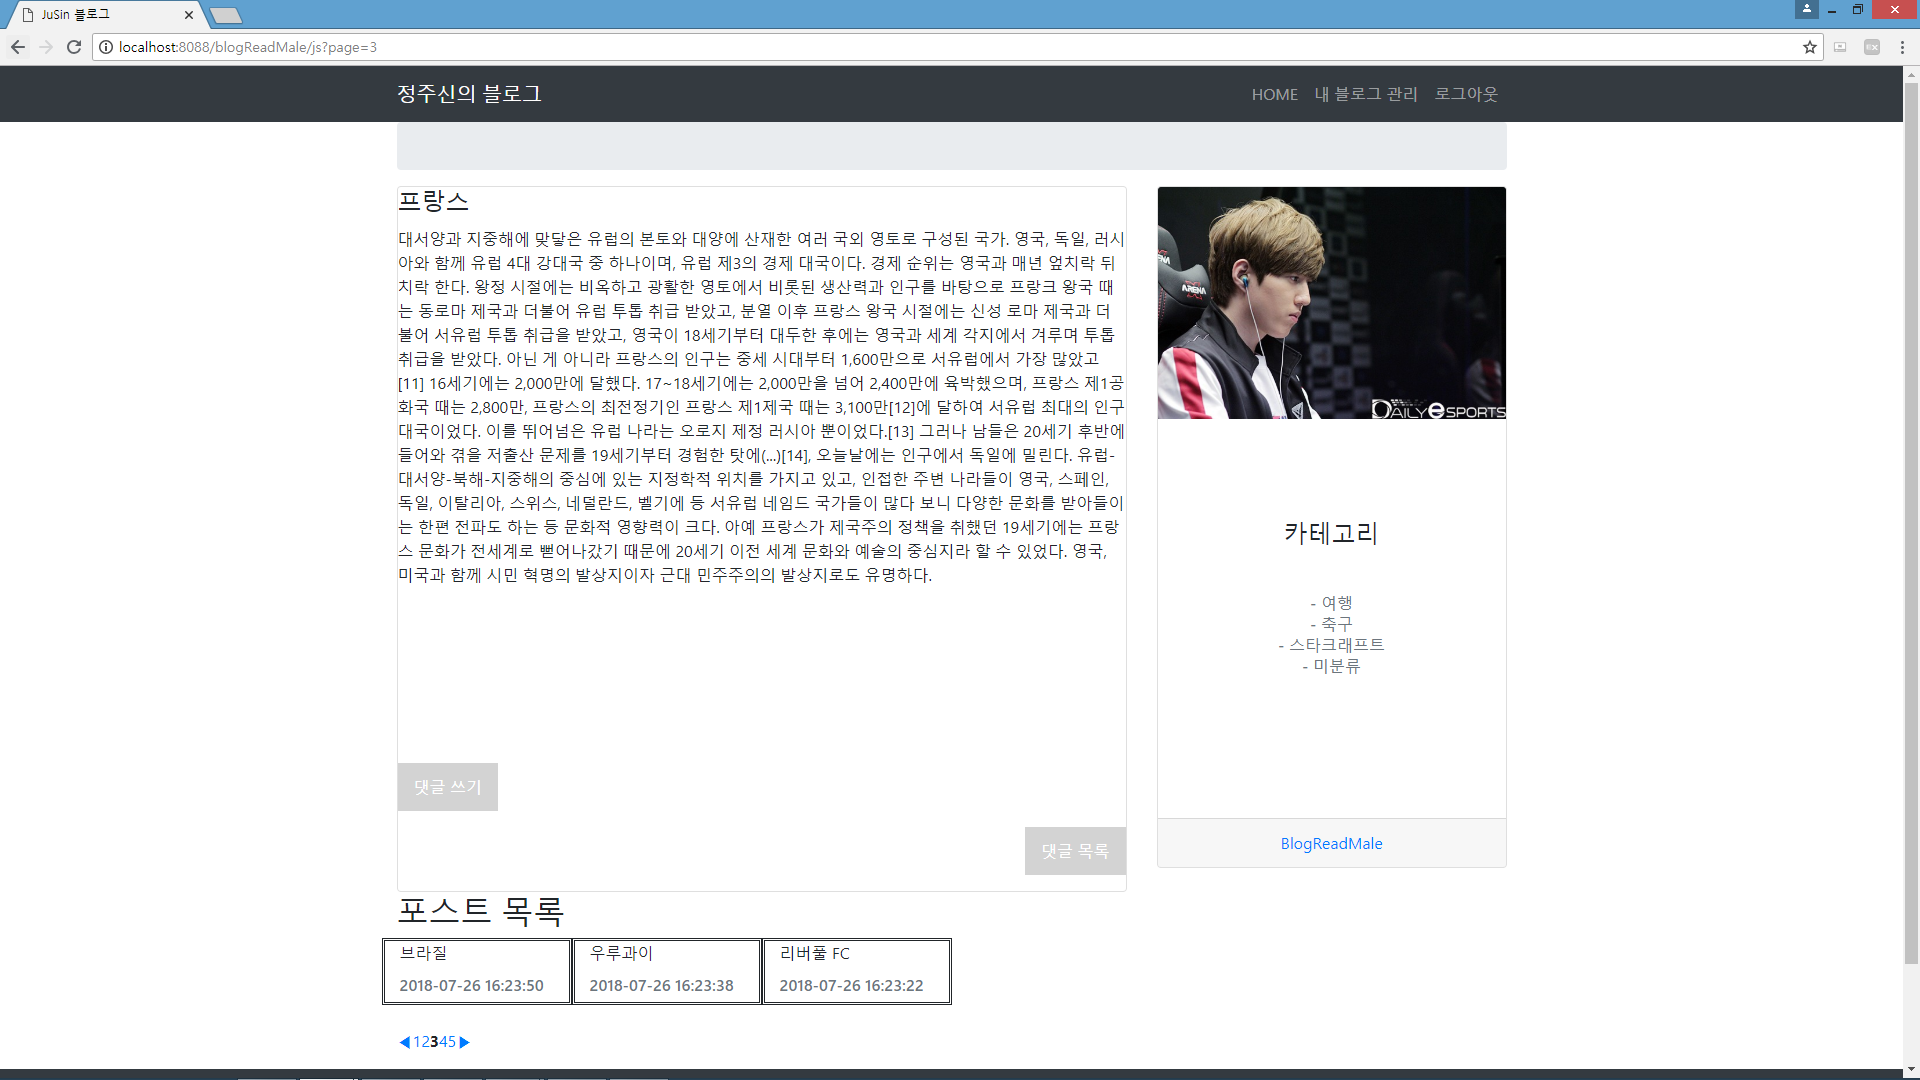 JuSin 블로그
localhost:8088/blogReadMale/js?page=3
정주신의 블로그
HOME 내 블로그 관리 로그아웃
프랑스
대서양과 지중해에 맞닿은 유럽의 본토와 대양에 산재한 여러 국외 영토로 구성된 국가. 영국, 독일, 러시
아와 함께 유럽 4대 강대국 중 하나이며, 유럽 제3의 경제 대국이다. 경제 순위는 영국과 매년 엎치락 뒤
치락 한다. 왕정 시절에는 비옥하고 광활한 영토에서 비롯된 생산력과 인구를 바탕으로 프랑크 왕국 때
는 동로마 제국과 더불어 유럽 투톱 취급 받았고, 분열 이후 프랑스 왕국 시절에는 신성 로마 제국과 더
불어 서유럽 투톱 취급을 받았고, 영국이 18세기부터 대두한 후에는 영국과 세계 각지에서 겨루며 투톱
취급을 받았다. 아닌 게 아니라 프랑스의 인구는 중세 시대부터 1,600만으로 서유럽에서 가장 많았고
[11] 16세기에는 2,000만에 달했다. 17~18세기에는 2,000만을 넘어 2,400만에 육박했으며, 프랑스 제1공
화국 때는 2,800만, 프랑스의 최전정기인 프랑스 제1제국 때는 3,100만[12]에 달하여 서유럽 최대의 인구
대국이었다. 이를 뛰어넘은 유럽 나라는 오로지 제정 러시아 뿐이었다.[13] 그러나 남들은 20세기 후반에
들어와 겪을 저출산 문제를 19세기부터 경험한 탓에(...)[14], 오늘날에는 인구에서 독일에 밀린다. 유럽-
대서양-북해-지중해의 중심에 있는 지정학적 위치를 가지고 있고, 인접한 주변 나라들이 영국, 스페인,
독일, 이탈리아, 스위스, 네덜란드, 벨기에 등 서유럽 네임드 국가들이 많다 보니 다양한 문화를 받아들이
는 한편 전파도 하는 등 문화적 영향력이 크다. 아예 프랑스가 제국주의 정책을 취했던 19세기에는 프랑
스 문화가 전세계로 뻗어나갔기 때문에 20세기 이전 세계 문화와 예술의 중심지라 할 수 있었다. 영국,
미국과 함께 시민 혁명의 발상지이자 근대 민주주의의 발상지로도 유명하다.
댓글 쓰기
댓글 목록
ARENA
DAILYeSPORTS
카테고리
- 여행
- 축구
- 스타크래프트
- 미분류
BlogReadMale
포스트 목록
브라질
2018-07-26 16:23:50
우루과이
2018-07-26 16:23:38
리버풀 FC
2018-07-26 16:23:22
◀ 12345 ▶